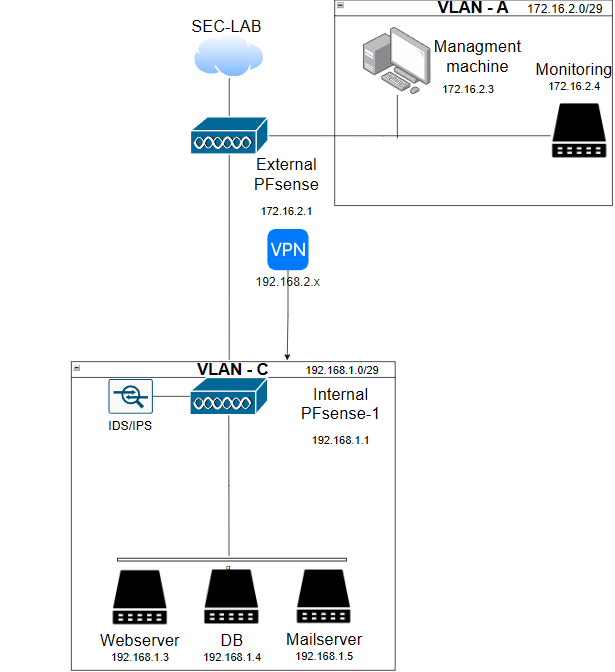 SEC-LAB
VLAN - A
172.16.2.0/29
Managment
machine
172.16.2.3
Monitoring
172.16.2.4
External
PFsense
172.16.2.1
VPN
192.168.2.x
VLAN - C
192.168.1.0/29
IDS/IPS
Internal
PFsense-1
192.168.1.1
g
Webserver
192.168.1.3
DB
192.168.1.4
Mailserver
192.168.1.5